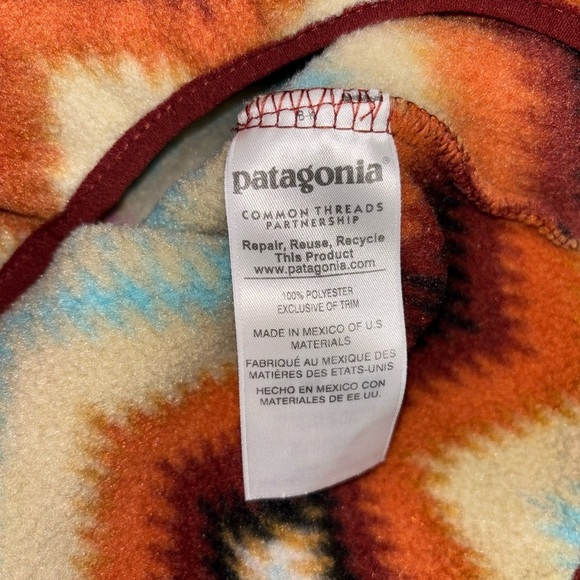 patagonia®
COMMON THREADS
PARTNERSHIP
Repair, Reuse, Recycle
This Product
www.patagonia.com
100% POLYESTER
EXCLUSIVE OF TRIM
MADE IN MEXICO OF U.S
MATERIALS
FABRIQUÉ AU MEXIQUE DES
MATIÈRES DES ETATS-UNIS
HECHO EN MEXICO CON
MATERIALES DE EE.UU.